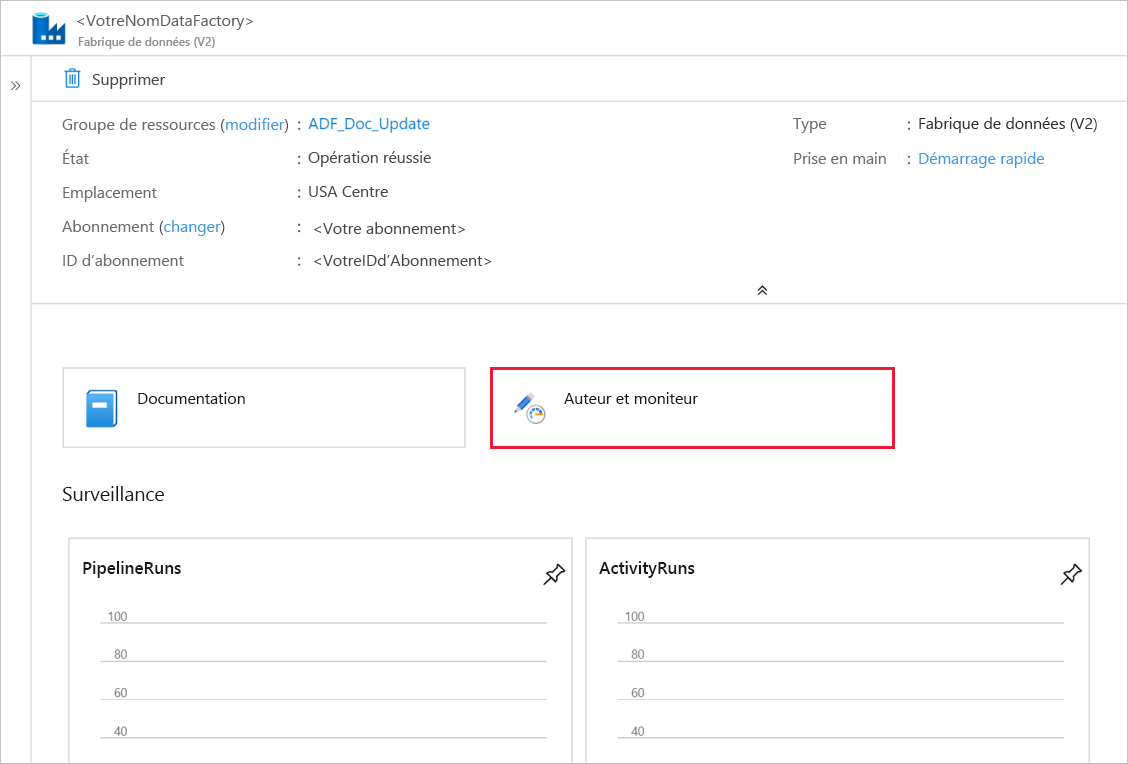 <VotreNomDataFactory>
Fabrique de données (V2)
Supprimer
Groupe de ressources (modifier) : ADF_Doc_Update
Type : Fabrique de données (V2)
État : Opération réussie
Prise en main : Démarrage rapide
Emplacement : USA Centre
Abonnement (changer) : <Votre abonnement>
ID d’abonnement : <VotreIDd’Abonnement>
Documentation
Auteur et moniteur
Surveillance
PipelineRuns
100
80
60
40
ActivityRuns
100
80
60
40